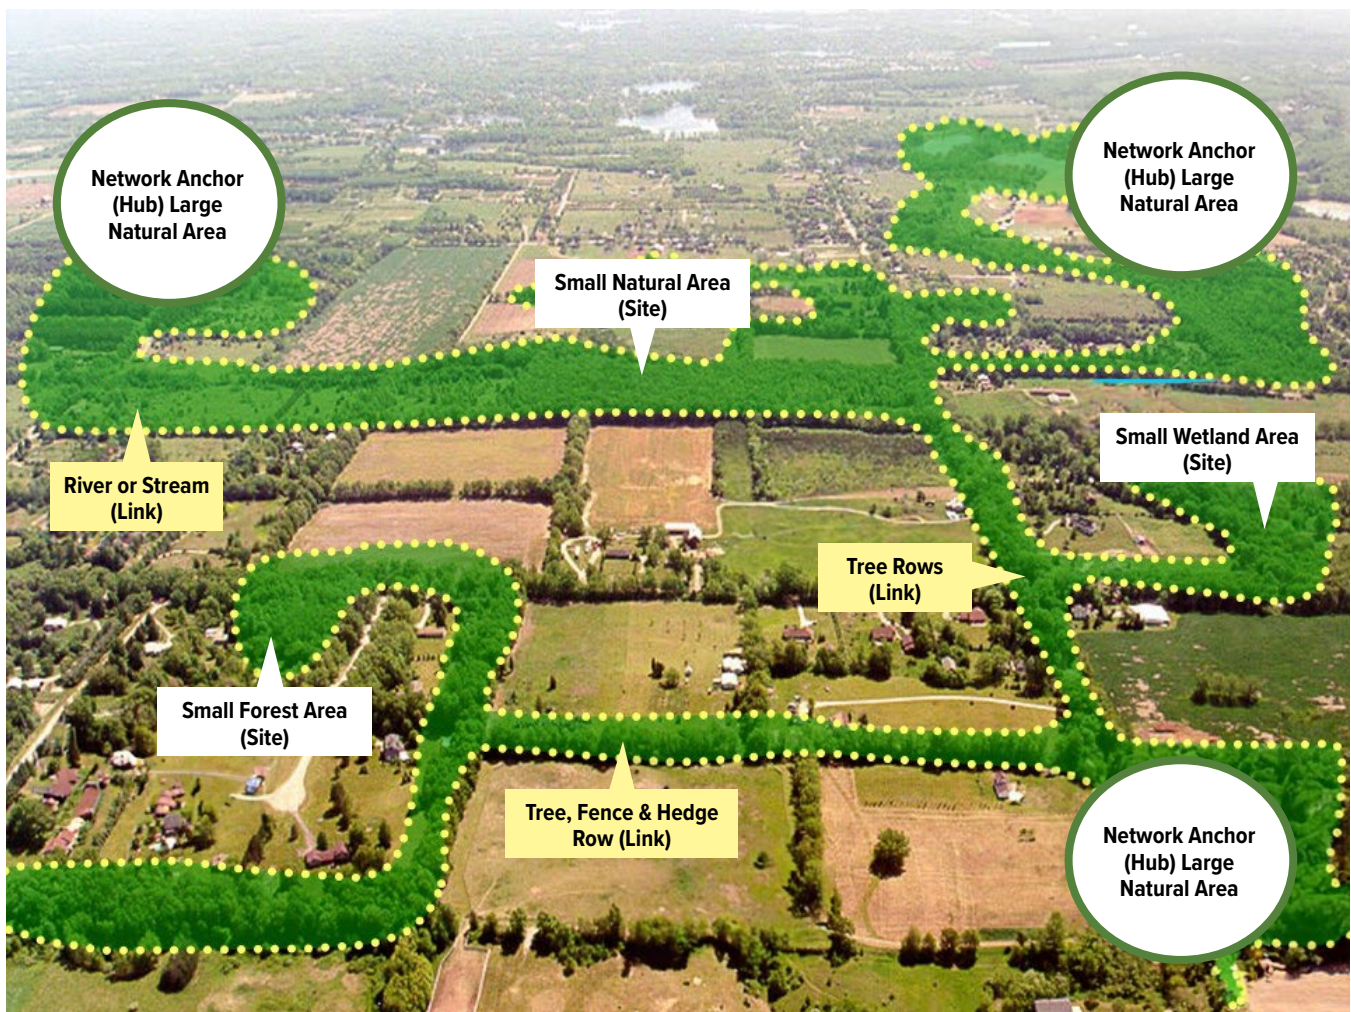 Network Anchor
(Hub) Large
Natural Area
Network Anchor
(Hub) Large
Natural Area
Small Natural Area
(Site)
Small Wetland Area
(Site)
River or Stream
(Link)
Tree Rows
(Link)
Small Forest Area
(Site)
Tree, Fence & Hedge
Row (Link)
Network Anchor
(Hub) Large
Natural Area